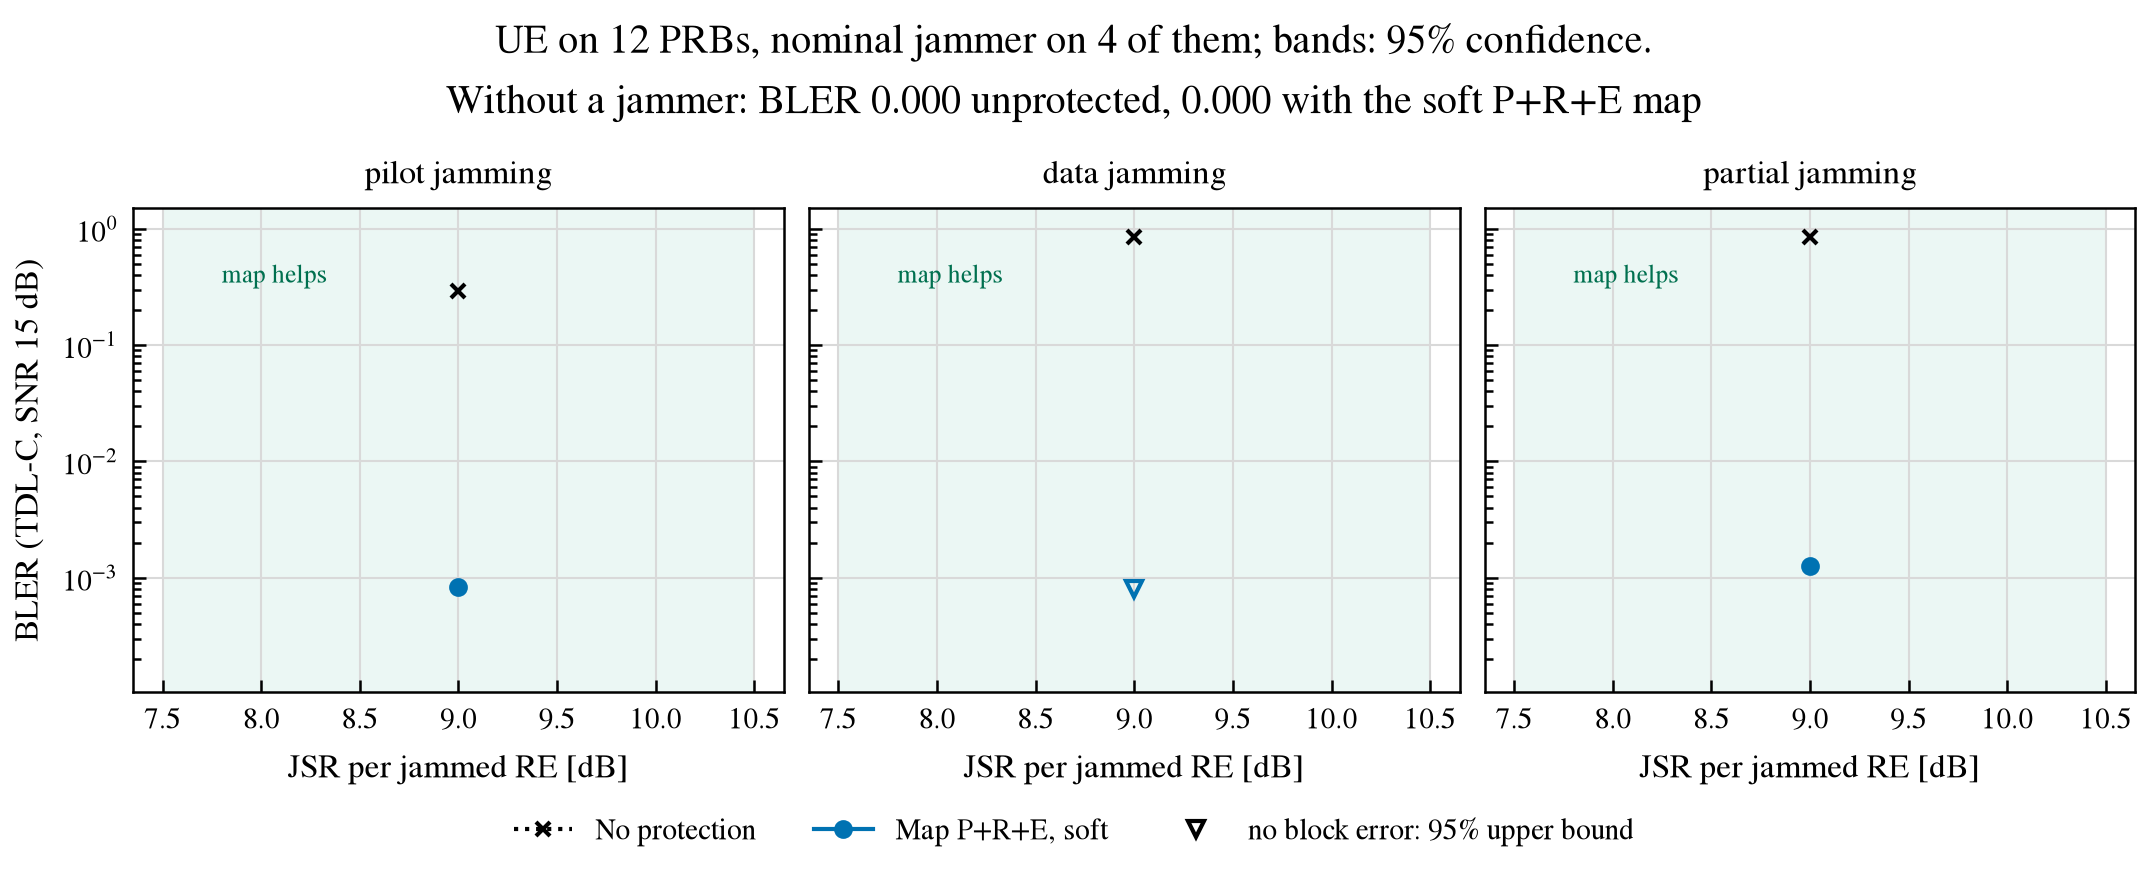 UE on 12 PRBs, nominal jammer on 4 of them; bands: 95% confidence.
Without a jammer: BLER 0.000 unprotected, 0.000 with the soft P+R+E map
pilot jamming
data jamming
partial jamming
BLER (TDL-C, SNR 15 dB)
10⁰
10⁻¹
10⁻²
10⁻³
map helps
map helps
map helps
7.5 8.0 8.5 9.0 9.5 10.0 10.5
7.5 8.0 8.5 9.0 9.5 10.0 10.5
7.5 8.0 8.5 9.0 9.5 10.0 10.5
JSR per jammed RE [dB]
JSR per jammed RE [dB]
JSR per jammed RE [dB]
No protection
Map P+R+E, soft
no block error: 95% upper bound